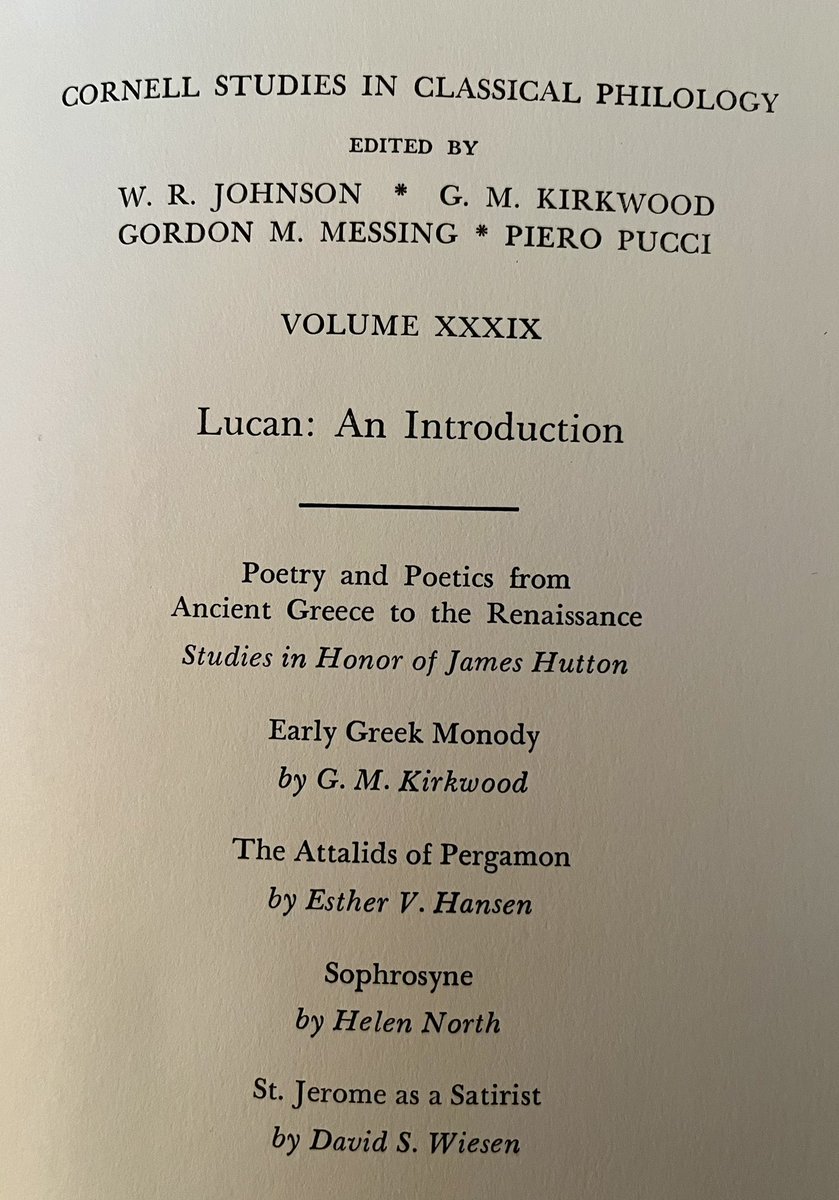 CORNELL STUDIES IN CLASSICAL PHILOLOGY
EDITED BY
W. R. JOHNSON * G. M. KIRKWOOD
GORDON M. MESSING * PIERO PUCCI
VOLUME XXXIX
Lucan: An Introduction
Poetry and Poetics from
Ancient Greece to the Renaissance
Studies in Honor of James Hutton
Early Greek Monody
by G. M. Kirkwood
The Attalids of Pergamon
by Esther V. Hansen
Sophrosyne
by Helen North
St. Jerome as a Satirist
by David S. Wiesen